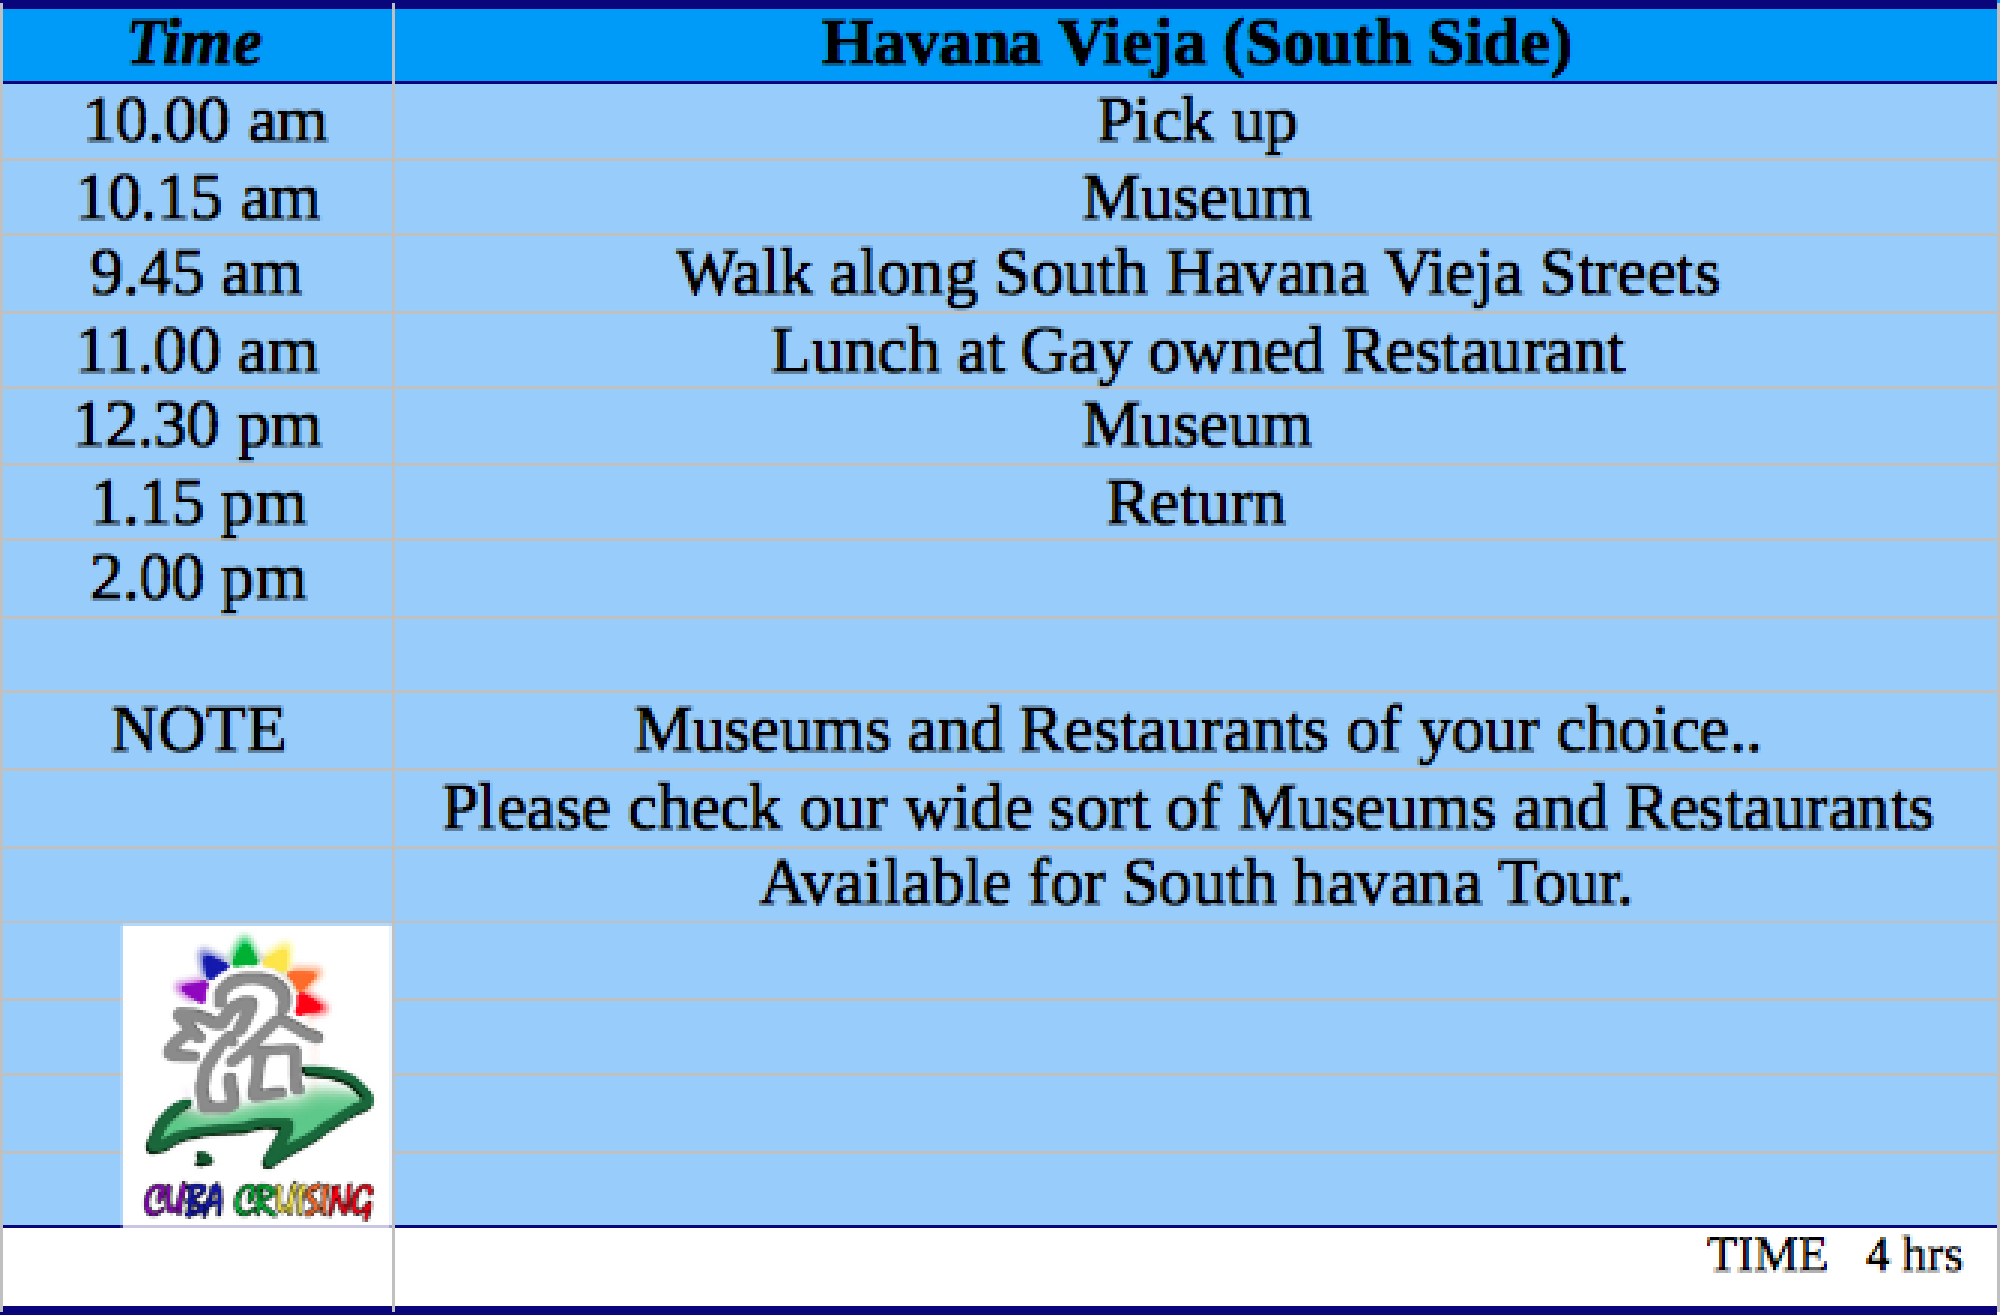 Time Havana Vieja (South Side)
10.00 am Pick up
10.15 am Museum
9.45 am Walk along South Havana Vieja Streets
11.00 am Lunch at Gay owned Restaurant
12.30 pm Museum
1.15 pm Return
2.00 pm
NOTE Museums and Restaurants of your choice..
Please check our wide sort of Museums and Restaurants
Available for South havana Tour.
CUBA CRUISING
TIME 4 hrs